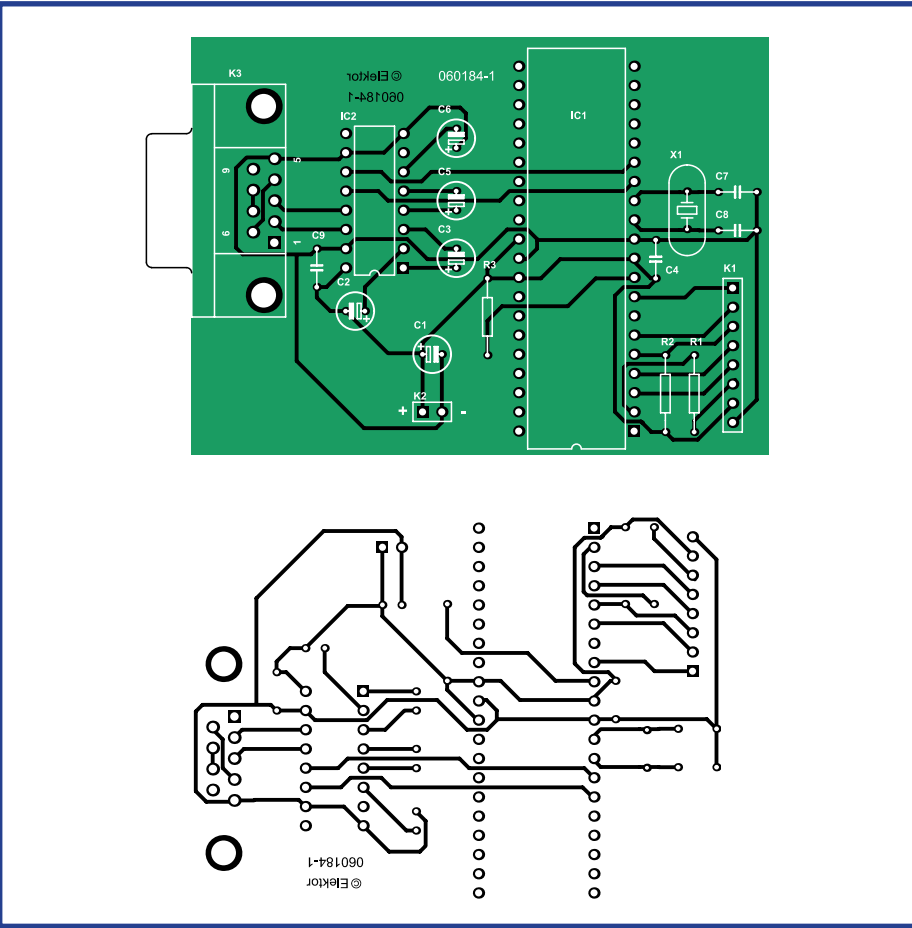 © Elektor
060184-1
060184-1
K3
C6
IC2
IC1
X1
C7
9
5
C5
C8
6
1
C9
C3
R3
C4
K1
C2
+
C1
R2
R1
K2
+
-
+
+
+
+
060184-1
© Elektor